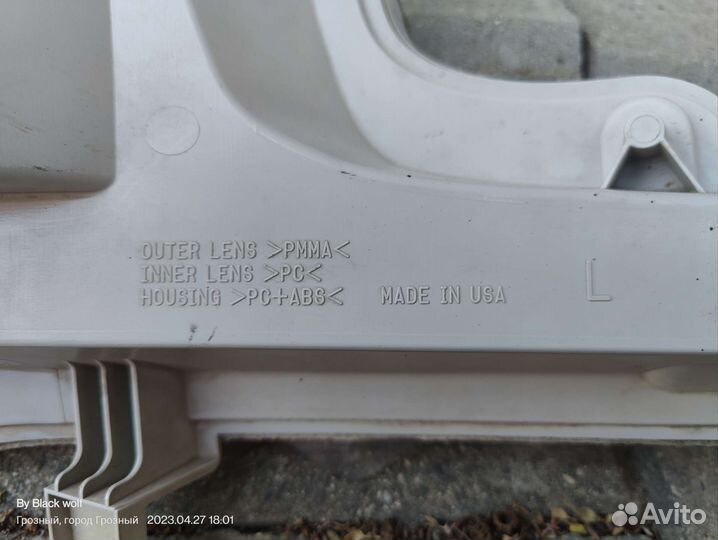 OUTER LENS >PMMA<
INNER LENS >PC<
HOUSING >PC+ABS< MADE IN USA L
By Black wolf
Грозный, город Грозный 2023.04.27 18:01
Avito